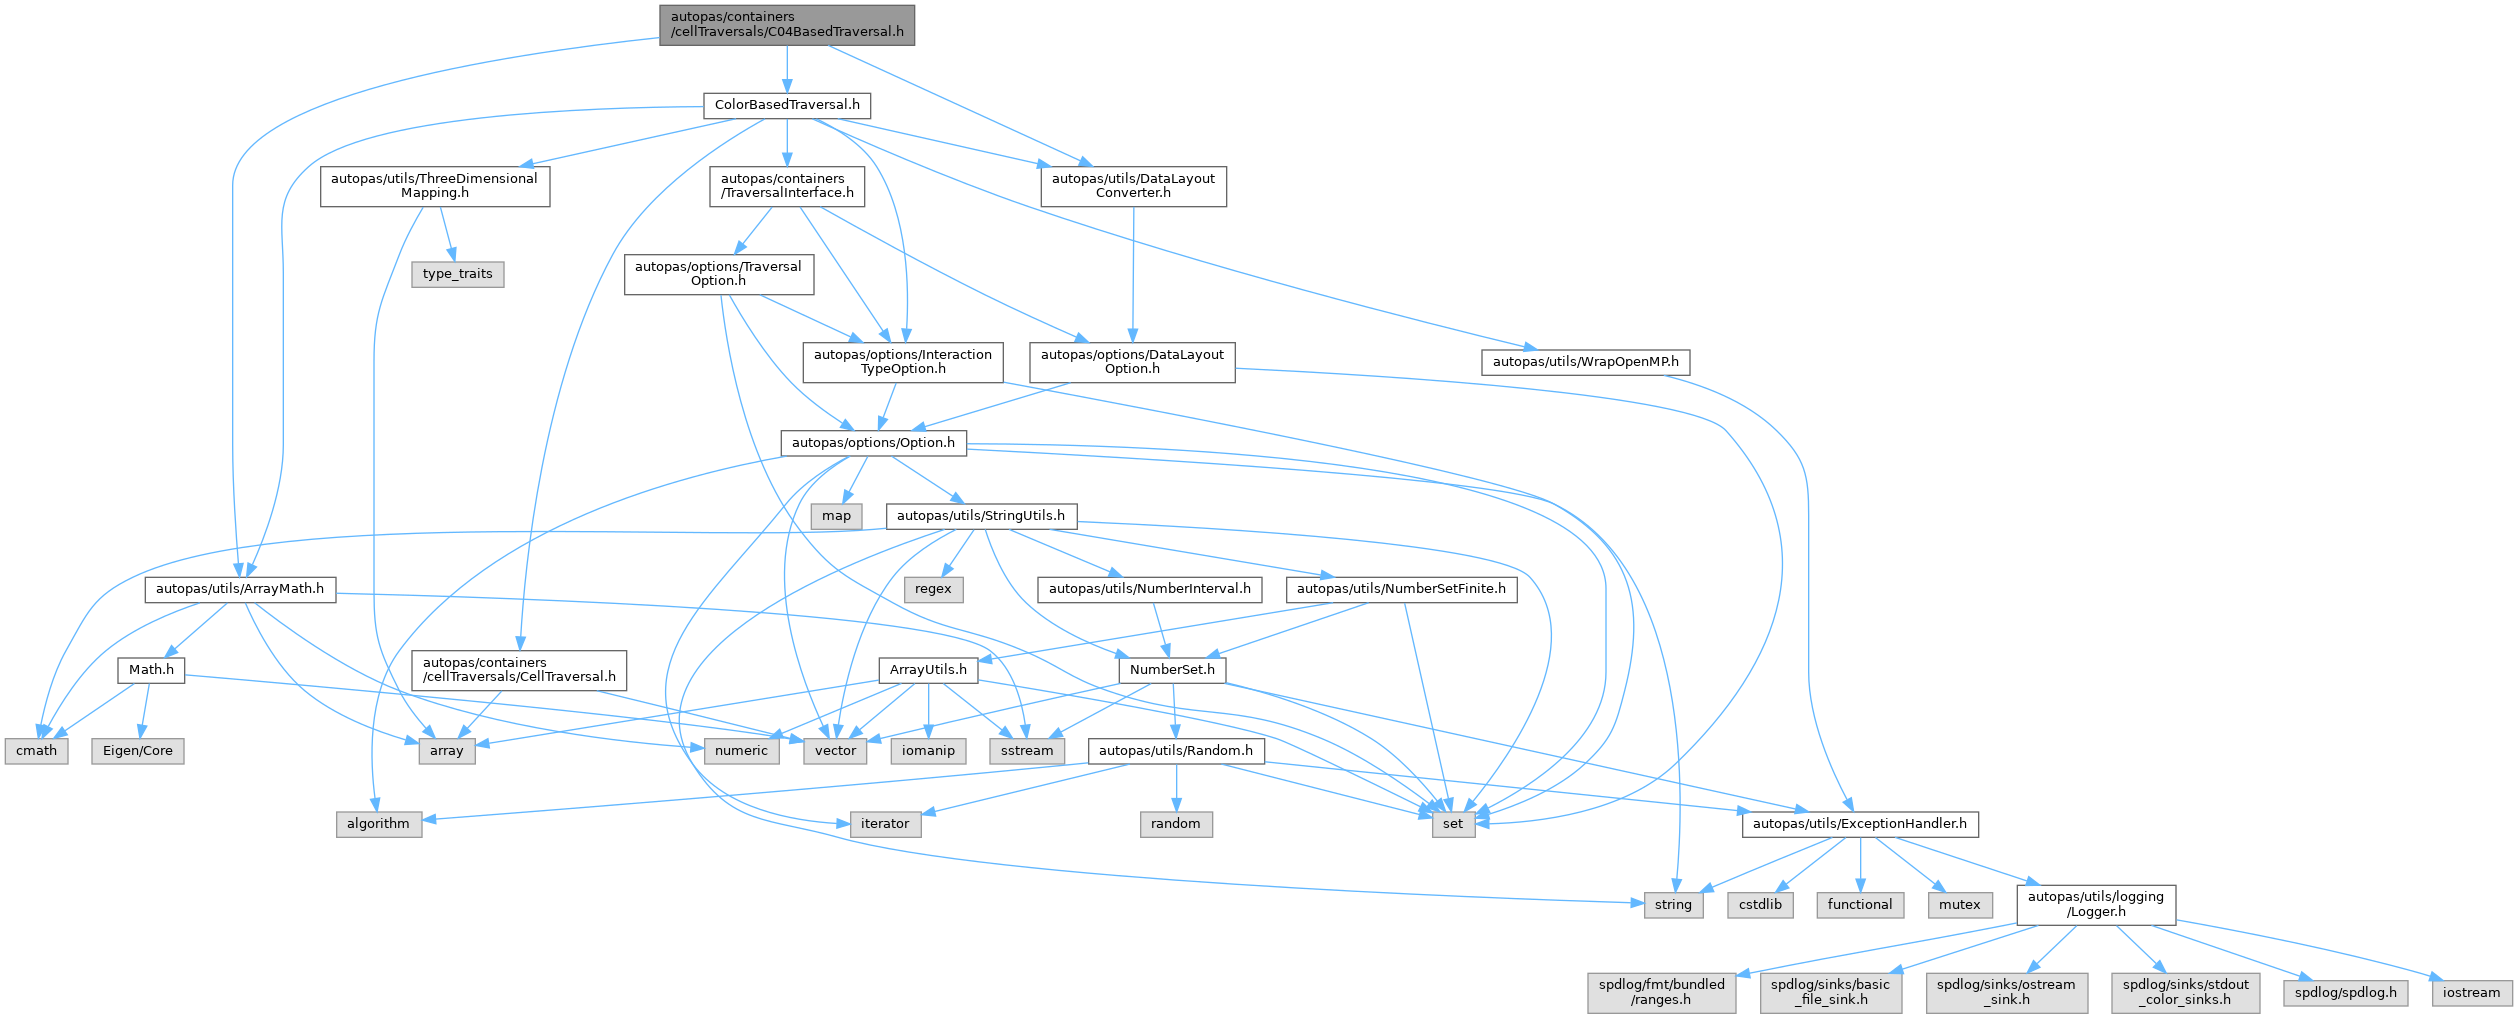 autopas/containers
/cellTraversals/C04BasedTraversal.h
ColorBasedTraversal.h
autopas/utils/ThreeDimensional
Mapping.h
autopas/containers
/TraversalInterface.h
autopas/utils/DataLayout
Converter.h
type_traits
autopas/options/Traversal
Option.h
autopas/options/Interaction
TypeOption.h
autopas/options/DataLayout
Option.h
autopas/utils/WrapOpenMP.h
autopas/options/Option.h
map
autopas/utils/StringUtils.h
autopas/utils/ArrayMath.h
regex
autopas/utils/NumberInterval.h
autopas/utils/NumberSetFinite.h
Math.h
autopas/containers
/cellTraversals/CellTraversal.h
ArrayUtils.h
NumberSet.h
cmath
Eigen/Core
array
numeric
vector
iomanip
sstream
autopas/utils/Random.h
algorithm
iterator
random
set
autopas/utils/ExceptionHandler.h
string
cstdlib
functional
mutex
autopas/utils/logging
/Logger.h
spdlog/fmt/bundled
/ranges.h
spdlog/sinks/basic
_file_sink.h
spdlog/sinks/ostream
_sink.h
spdlog/sinks/stdout
_color_sinks.h
spdlog/spdlog.h
iostream